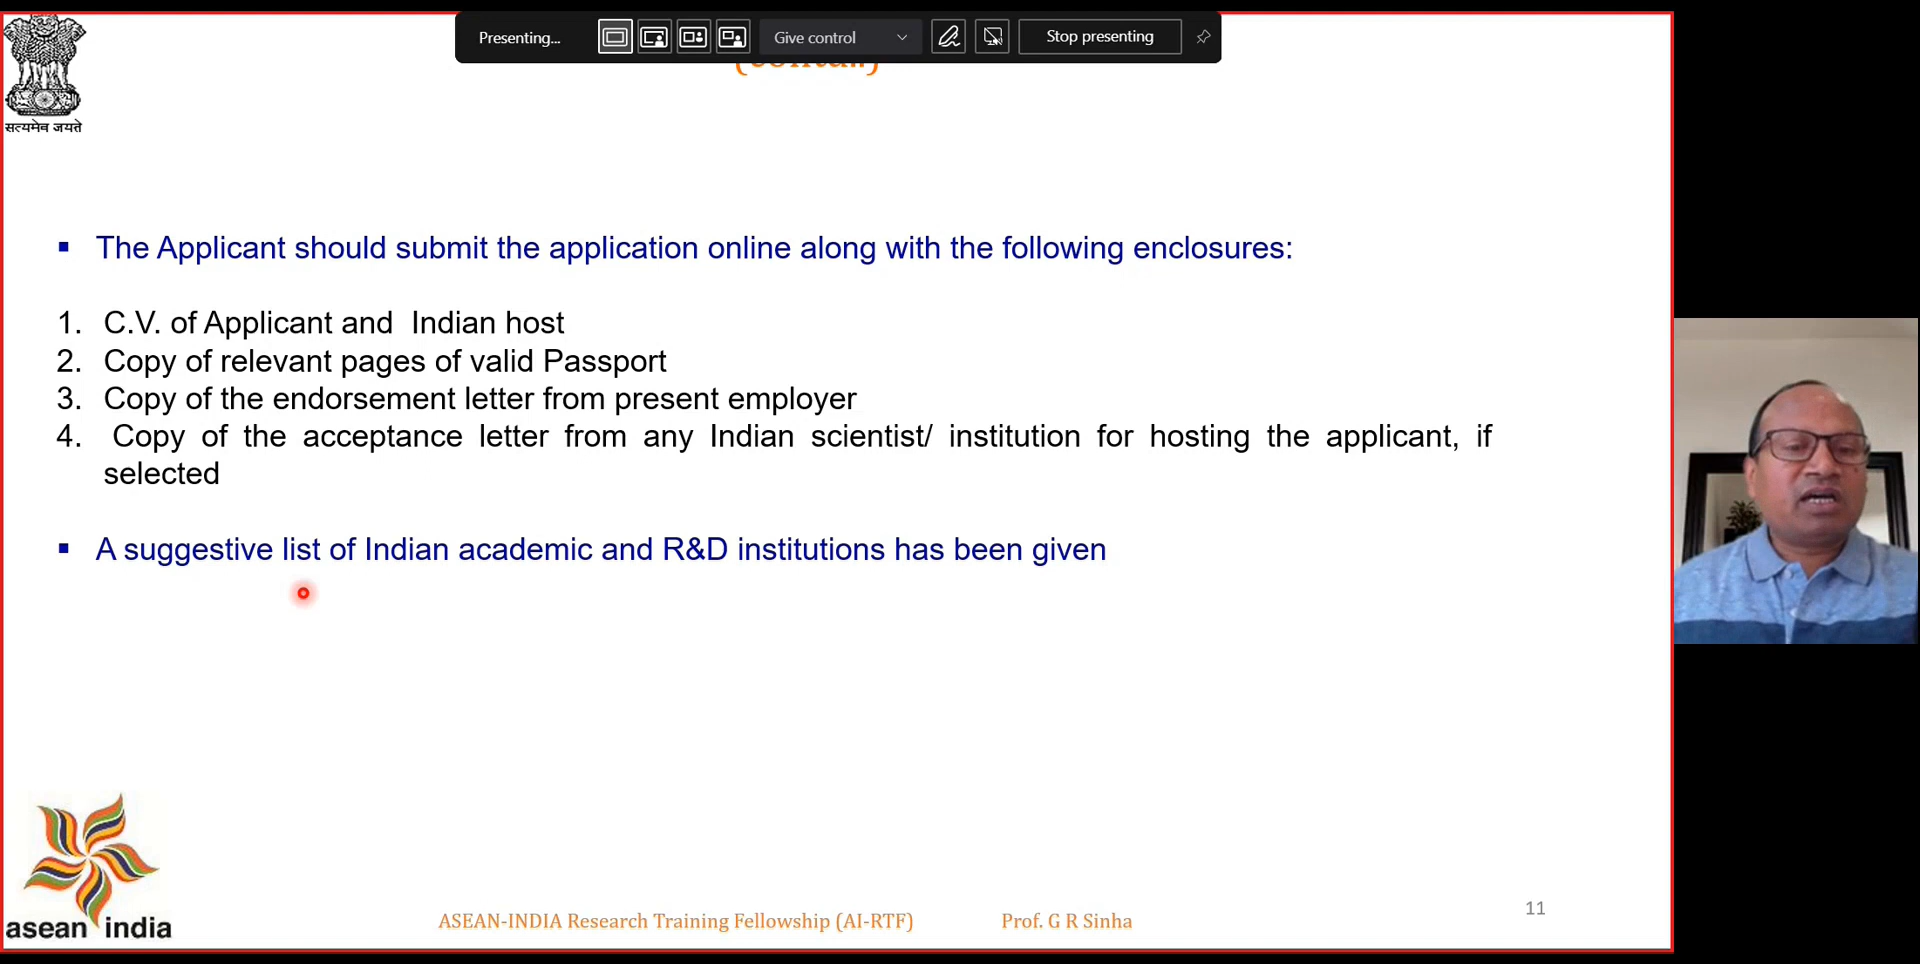 Presenting...
Give control
Stop presenting
सत्यमेव जयते
▪ The Applicant should submit the application online along with the following enclosures:
1. C.V. of Applicant and Indian host
2. Copy of relevant pages of valid Passport
3. Copy of the endorsement letter from present employer
4. Copy of the acceptance letter from any Indian scientist/ institution for hosting the applicant, if
selected
▪ A suggestive list of Indian academic and R&D institutions has been given
asean india
ASEAN-INDIA Research Training Fellowship (AI-RTF)
Prof. G R Sinha
11